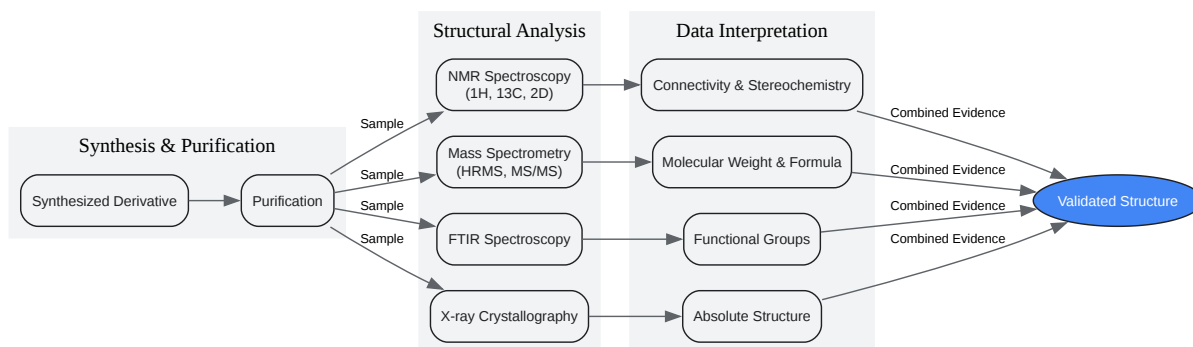 Synthesis & Purification
Synthesized Derivative
Purification
Sample
Sample
Sample
Sample
Structural Analysis
NMR Spectroscopy
(1H, 13C, 2D)
Mass Spectrometry
(HRMS, MS/MS)
FTIR Spectroscopy
X-ray Crystallography
Data Interpretation
Connectivity & Stereochemistry
Molecular Weight & Formula
Functional Groups
Absolute Structure
Combined Evidence
Combined Evidence
Combined Evidence
Combined Evidence
Validated Structure